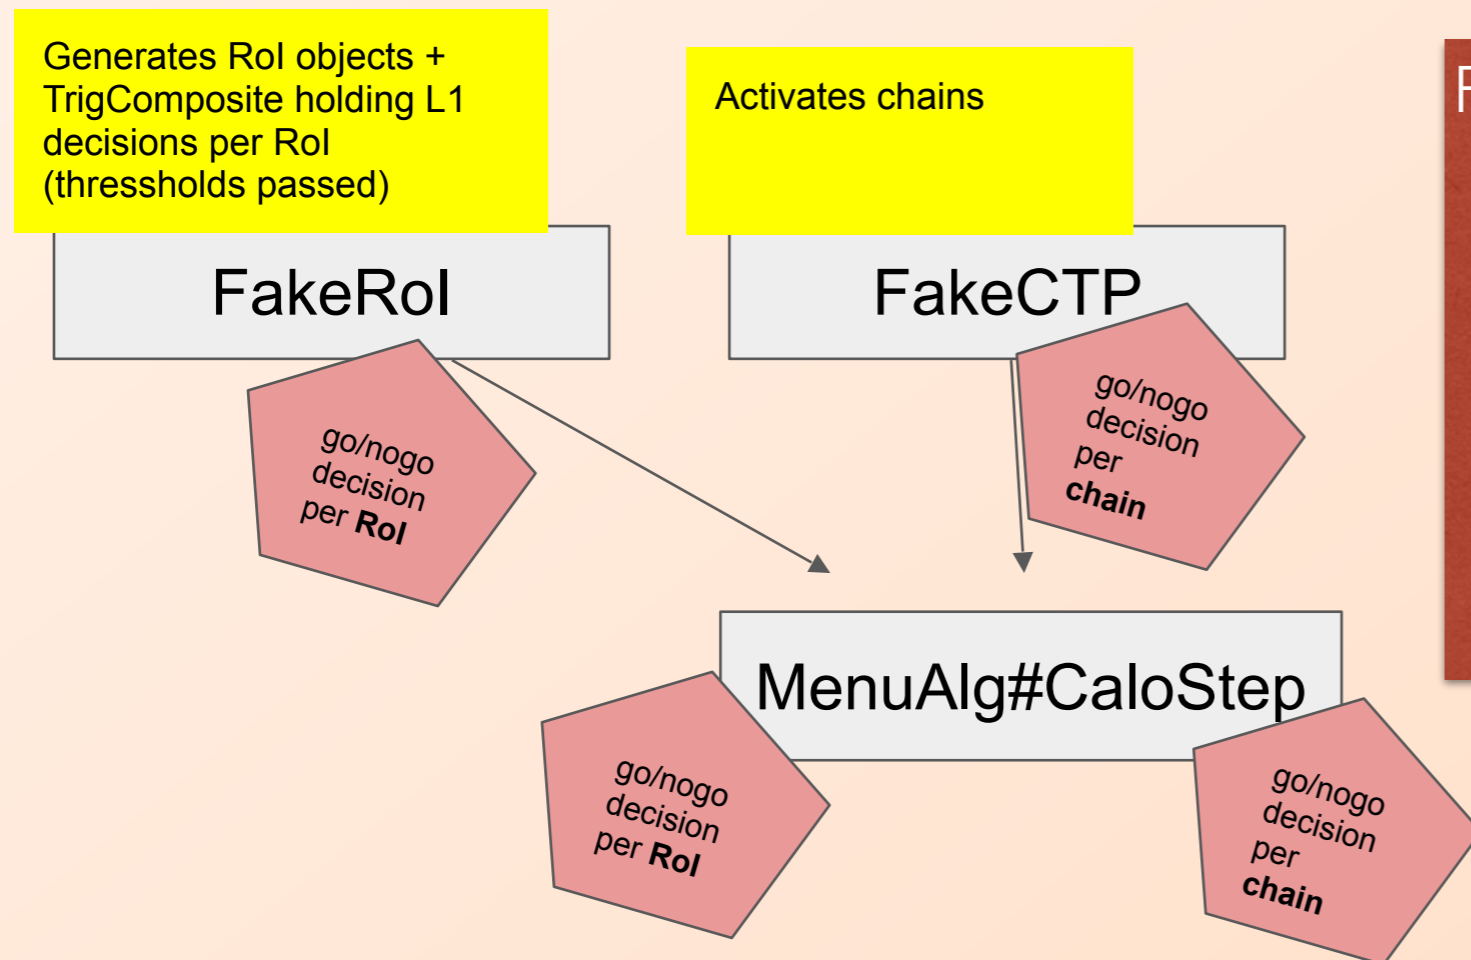 Generates RoI objects +
TrigComposite holding L1
decisions per RoI
(thressholds passed)
Activates chains
FakeRoI
FakeCTP
go/nogo
decision
per RoI
go/nogo
decision
per
chain
MenuAlg#CaloStep
go/nogo
decision
per RoI
go/nogo
decision
per
chain